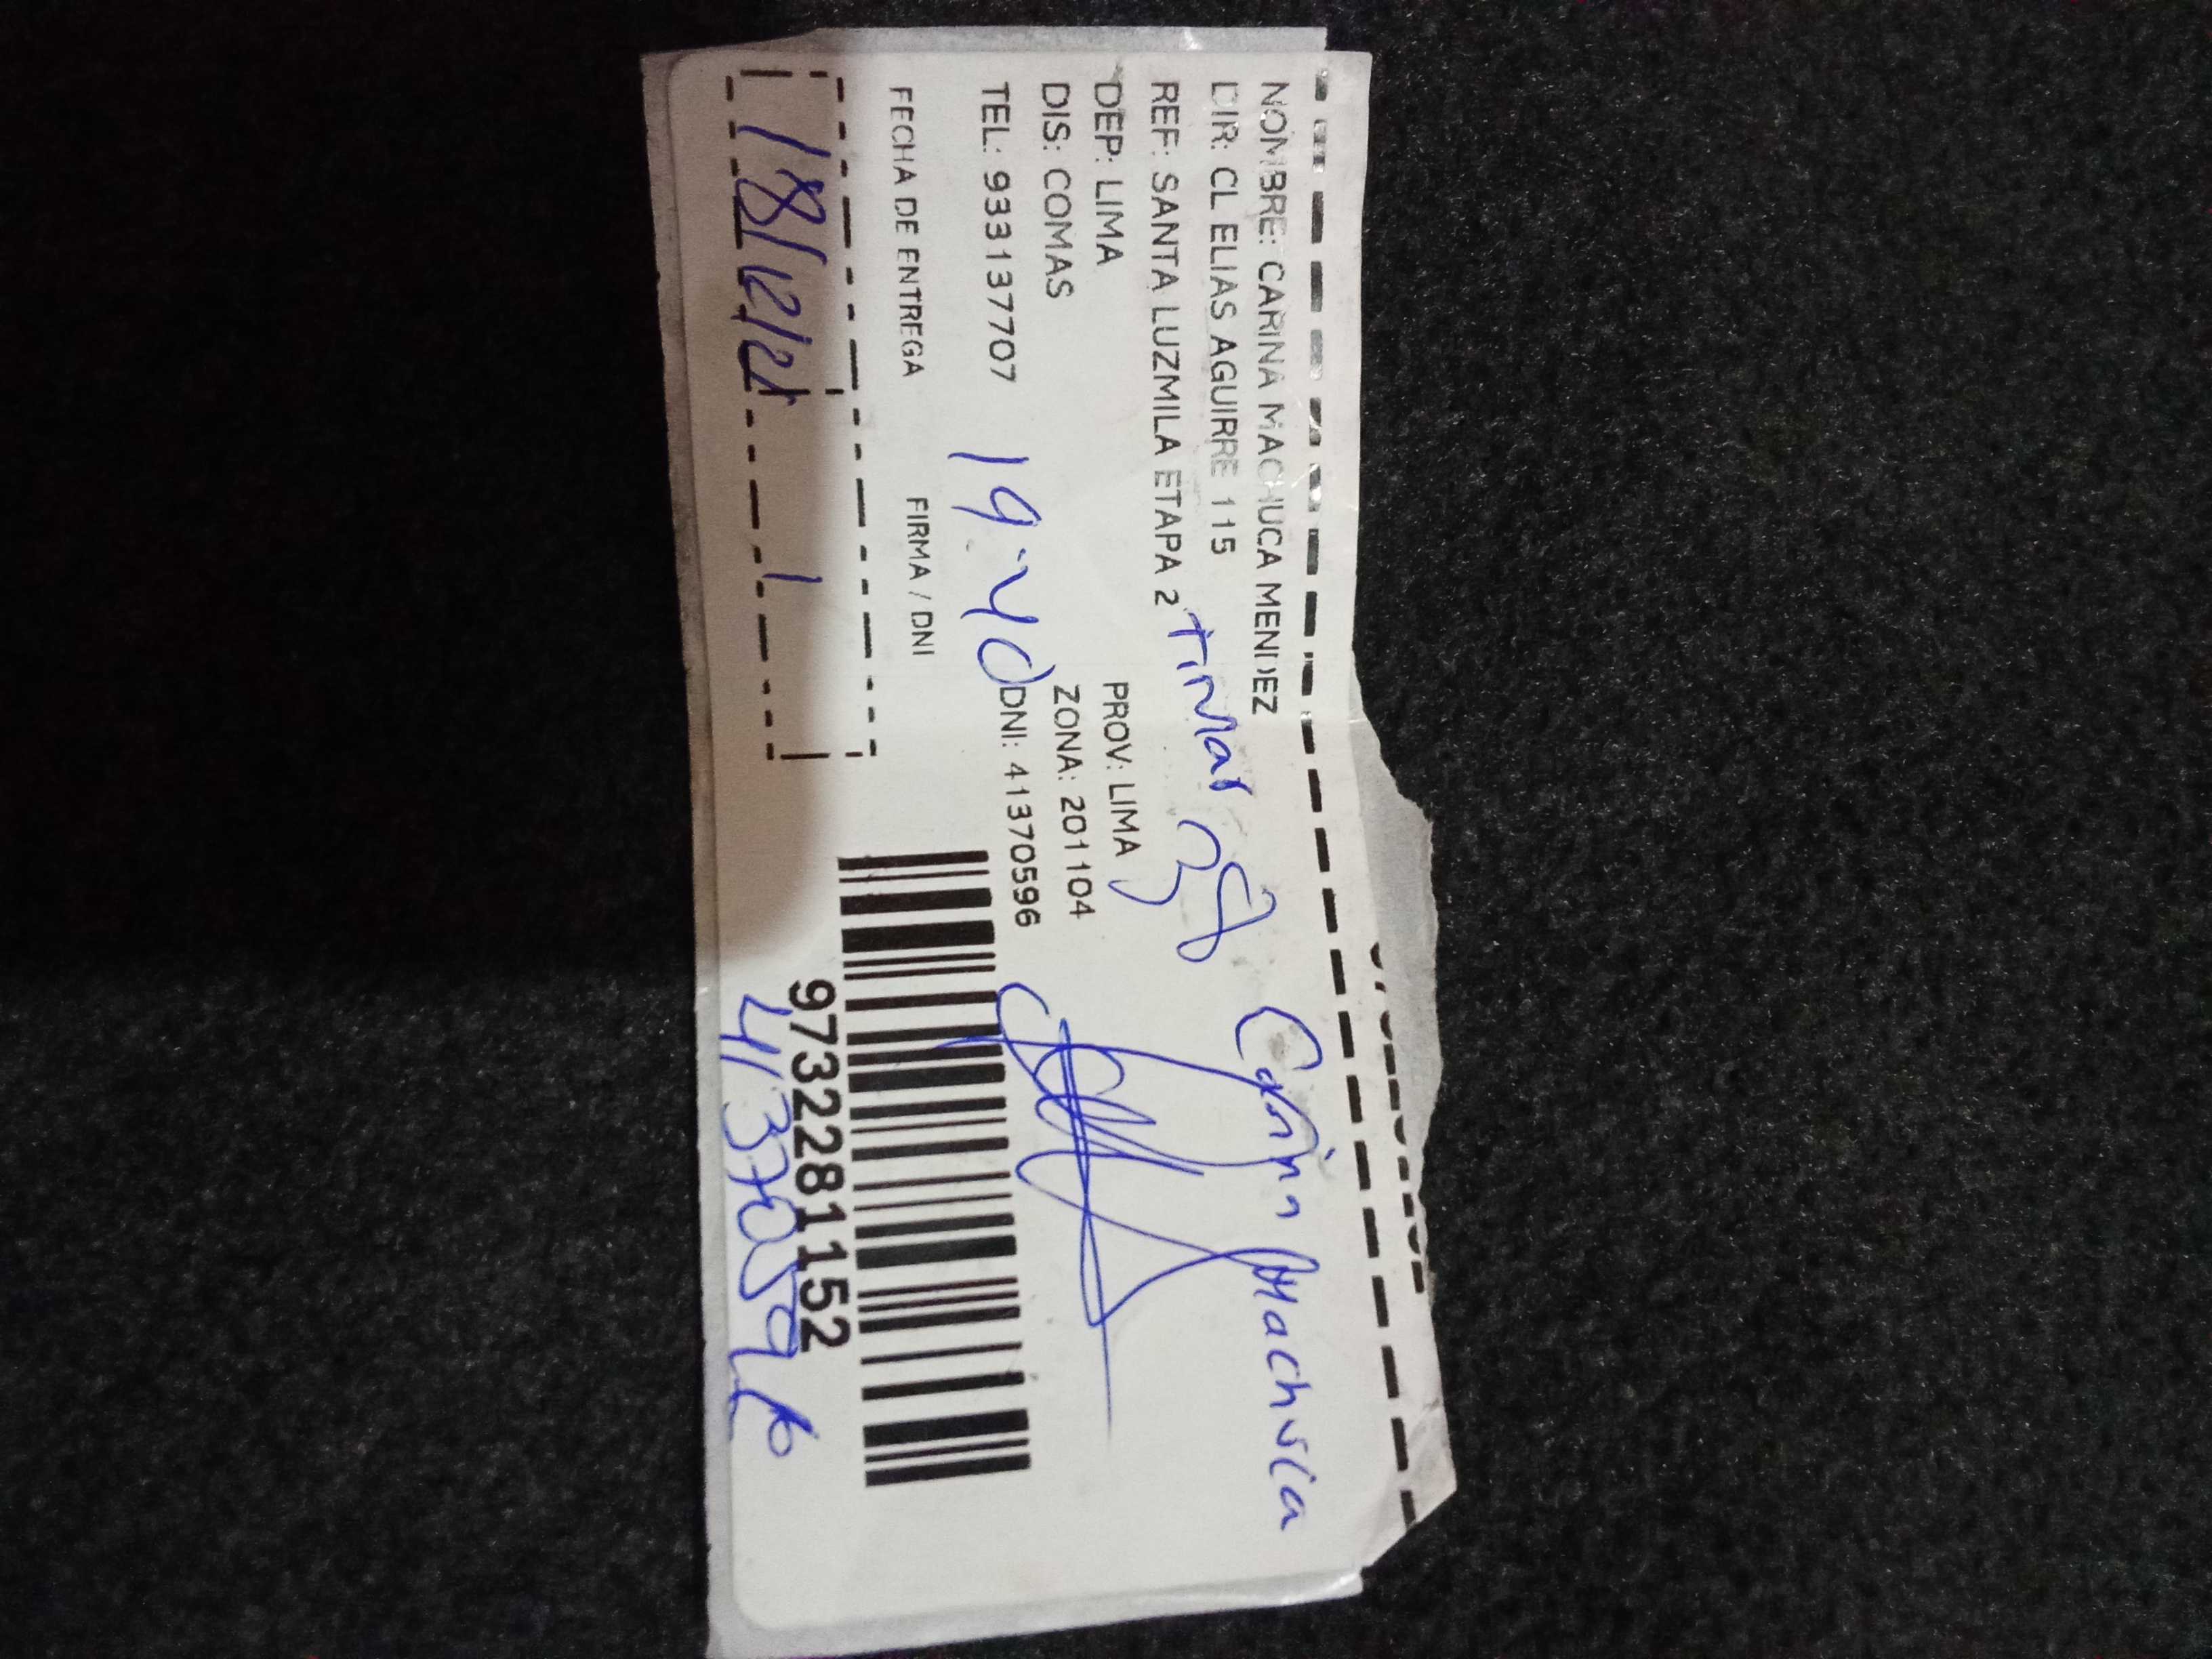 NOMBRE: CARINA MACHUCA MENDEZ
DIR: CL ELIAS AGUIRRE 115
REF: SANTA LUZMILA ETAPA 2
DEP: LIMA PROV: LIMA
DIS: COMAS ZONA: 201104
TEL: 933137707 DNI: 41370596
19:40
Carina Machuca
FECHA DE ENTREGA FIRMA / DNI
18/12/21
97322281152
41370596